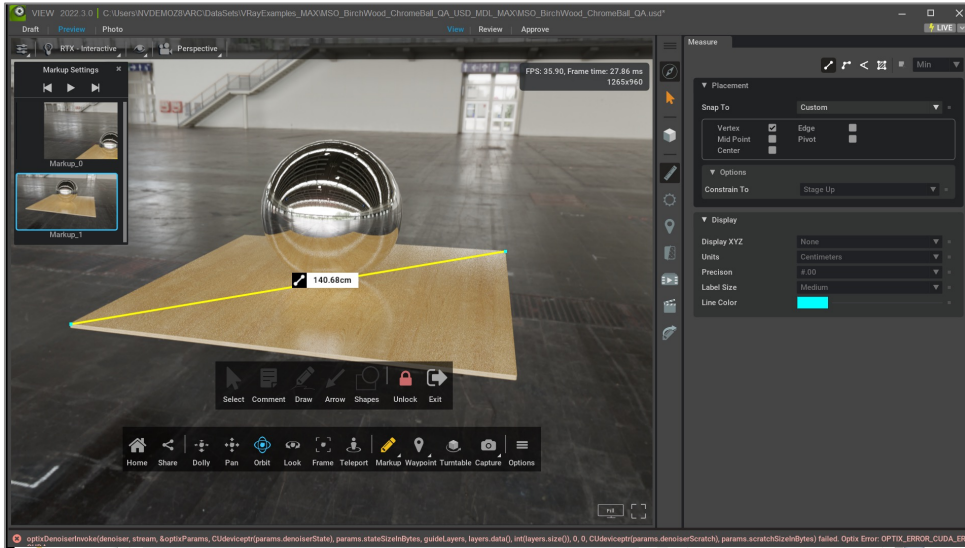 VIEW 2022.3.0 | C:\Users\NVDEMOZ8\ARC\DataSets\VRayExamples_MAX\MSO_BirchWood_ChromeBall_QA_USD_MDL_MAX\MSO_BirchWood_ChromeBall_QA.usd*
Draft Preview Photo View Review Approve LIVE
RTX - Interactive Perspective
Markup Settings
FPS: 35.90, Frame time: 27.86 ms
1265x960
Markup_0
Markup_1
140.68cm
Select Comment Draw Arrow Shapes Unlock Exit
Home Share Dolly Pan Orbit Look Frame Teleport Markup Waypoint Turntable Capture Options
Fill
Measure
Min
Placement
Snap To Custom
Vertex Edge
Mid Point Pivot
Center
Options
Constrain To Stage Up
Display
Display XYZ None
Units Centimeters
Precison #.00
Label Size Medium
Line Color
optixDenoiserInvoke(denoiser, stream, &optixParams, CUdeviceptr(params.denoiserState), params.stateSizeInBytes, guideLayers, layers.data(), int(layers.size()), 0, 0, CUdeviceptr(params.denoiserScratch), params.scratchSizeInBytes) failed. Optix Error: OPTIX_ERROR_CUDA_ER